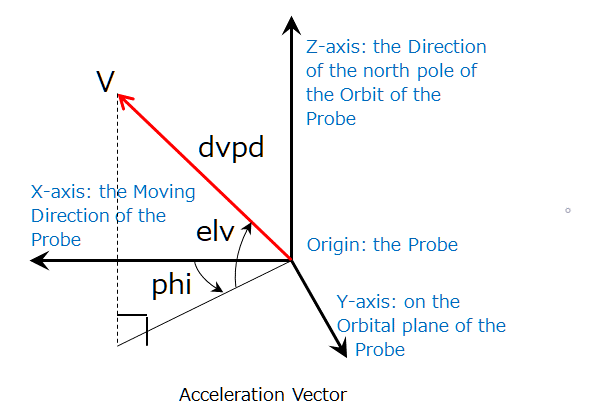 Z-axis: the Direction
of the north pole of
the Orbit of the
Probe
V
dvpd
X-axis: the Moving
Direction of the
Probe
elv
Origin: the Probe
phi
Y-axis: on the
Orbital plane of the
Probe
Acceleration Vector